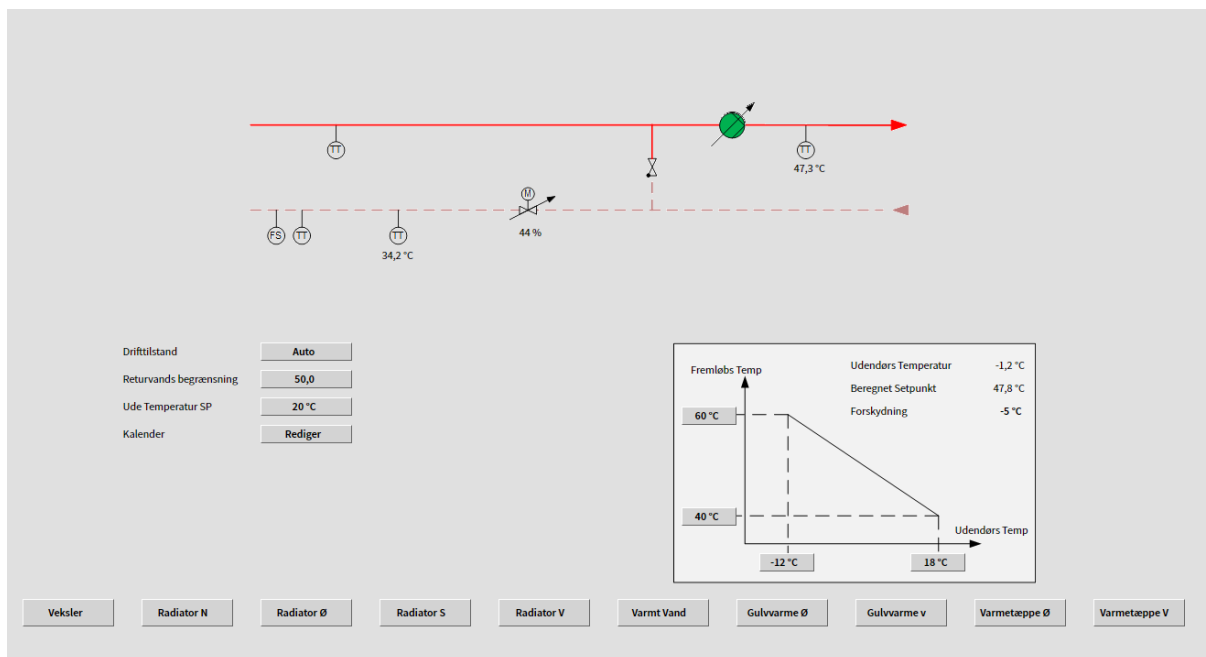 TT
TT
47,3 °C
M
FS
TT
TT
44 %
34,2 °C
Drifttilstand Auto
Returvands begrænsning 50,0
Ude Temperatur SP 20 °C
Kalender Rediger
Fremløbs Temp
Udendørs Temperatur -1,2 °C
Beregnet Setpunkt 47,8 °C
Forskydning -5 °C
60 °C
40 °C
Udendørs Temp
-12 °C
18 °C
Veksler Radiator N Radiator Ø Radiator S Radiator V Varmt Vand Gulvvarme Ø Gulvvarme v Varmetæppe Ø Varmetæppe V